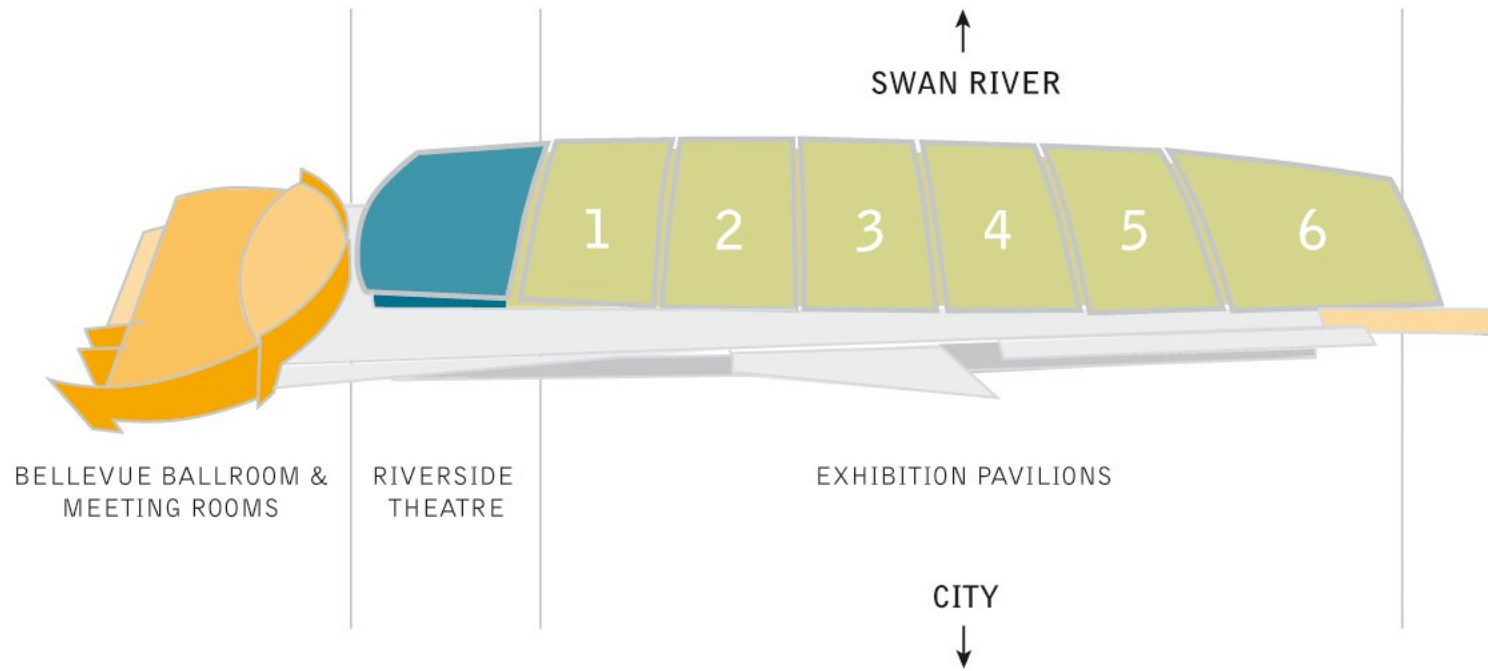 SWAN RIVER
1 2 3 4 5 6
BELLEVUE BALLROOM &
MEETING ROOMS
RIVERSIDE
THEATRE
EXHIBITION PAVILIONS
CITY